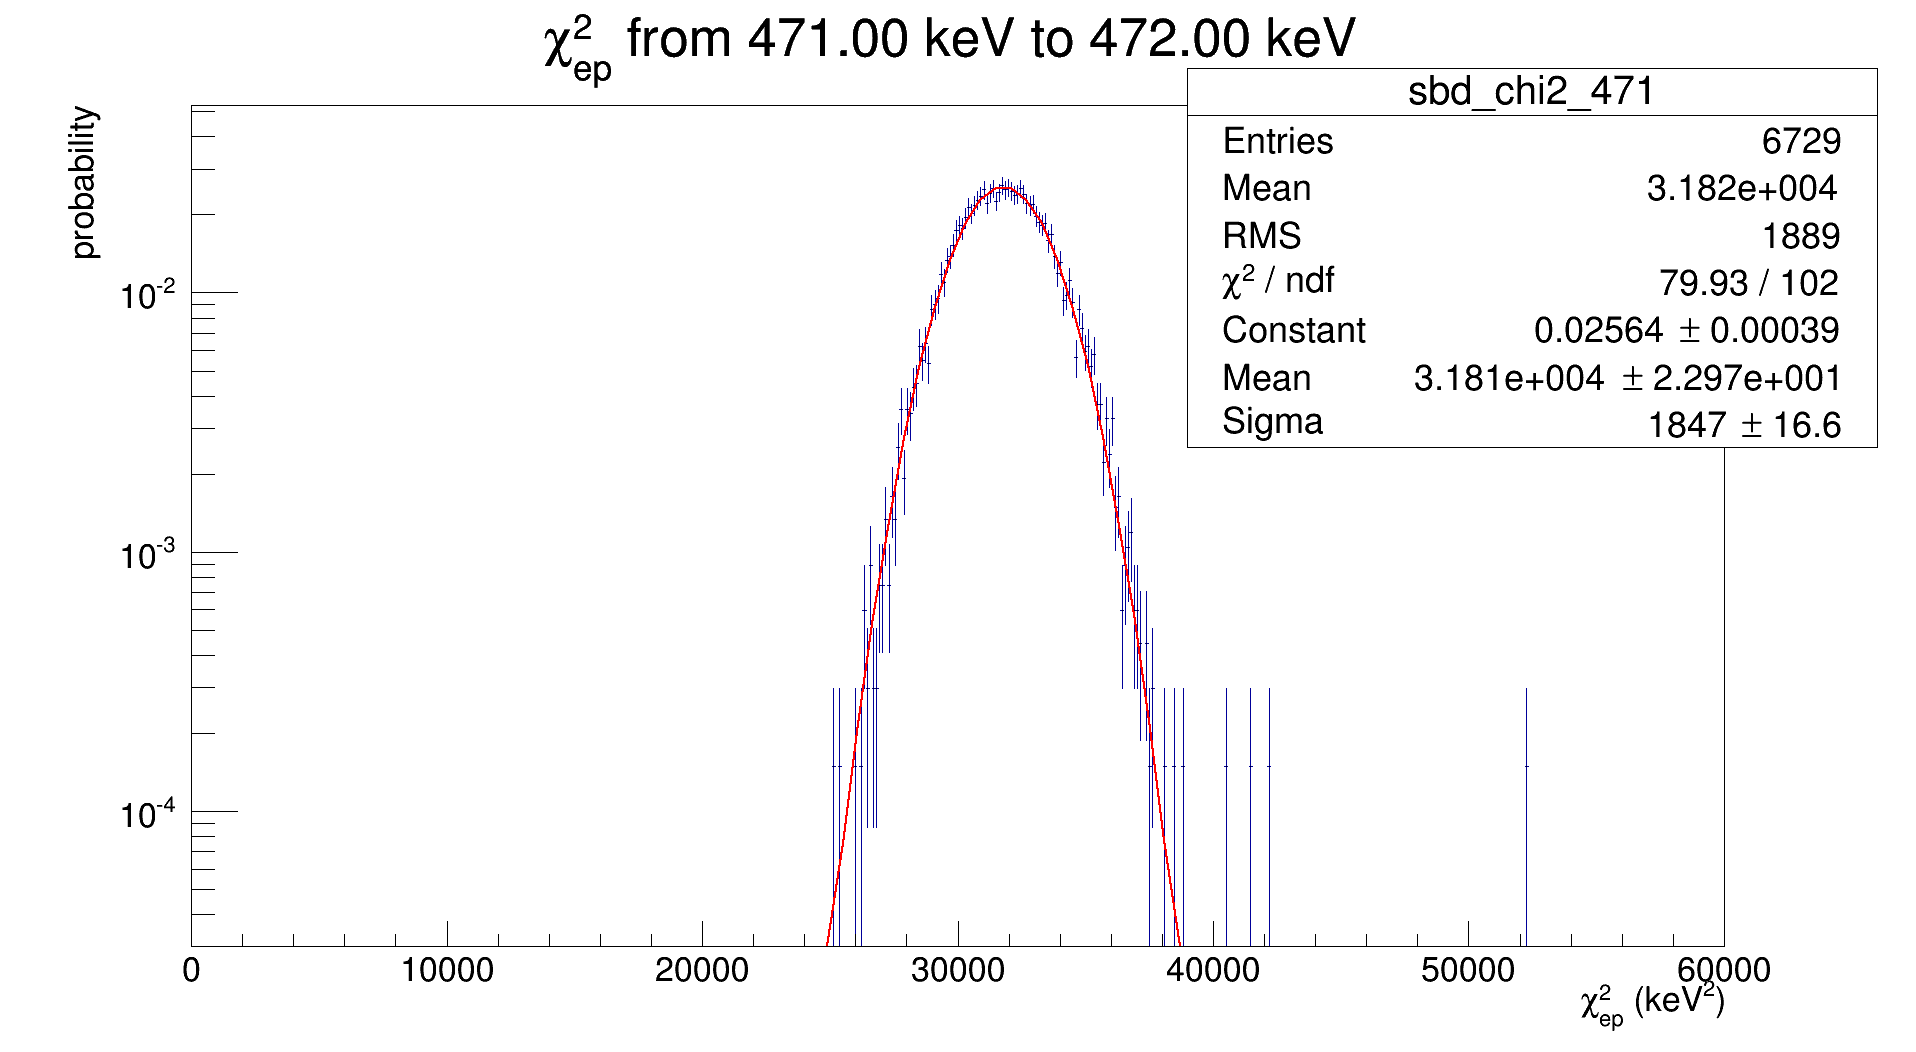 χ²ep from 471.00 keV to 472.00 keV
sbd_chi2_471
Entries 6729
Mean 3.182e+004
RMS 1889
χ² / ndf 79.93 / 102
Constant 0.02564 ± 0.00039
Mean 3.181e+004 ± 2.297e+001
Sigma 1847 ± 16.6
probability
10⁻²
10⁻³
10⁻⁴
0 10000 20000 30000 40000 50000 60000
χ²ep (keV²)